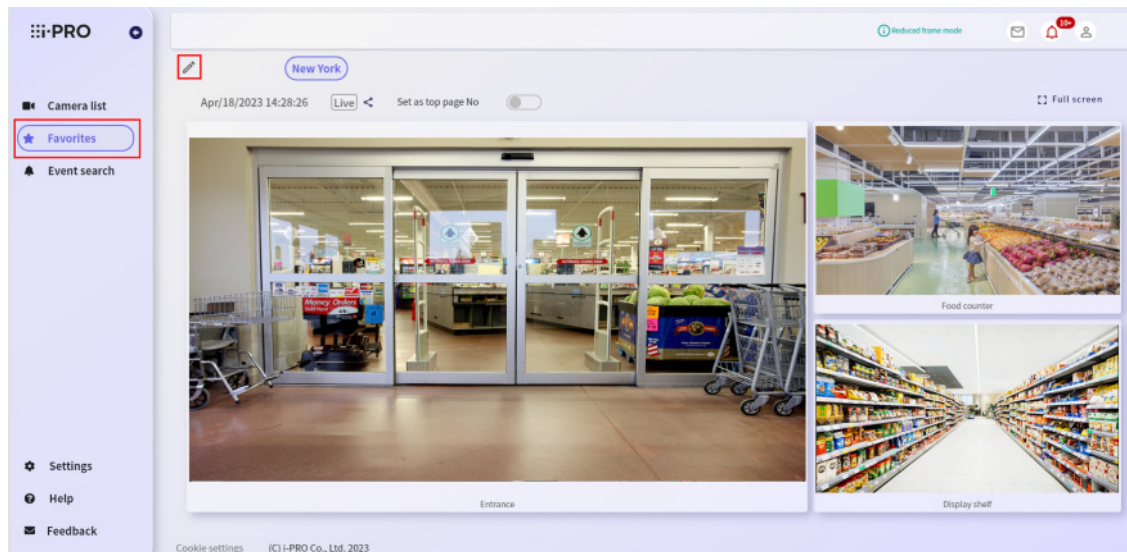 i-PRO
Reduced frame mode
10+
New York
Apr/18/2023 14:28:26
Live
Set as top page No
Full screen
Camera list
Favorites
Event search
Money Orders
Entrance
Food counter
Display shelf
Settings
Help
Feedback
Cookie settings
(C) i-PRO Co., Ltd. 2023